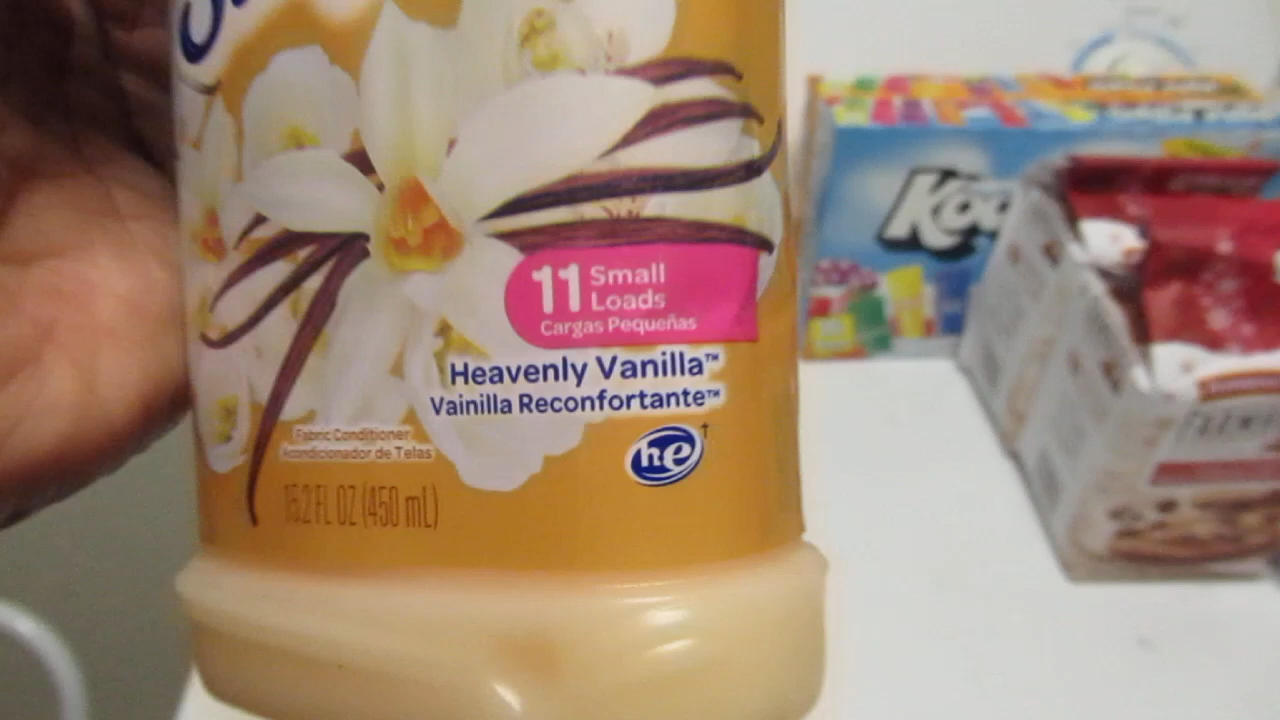 11 Small
Loads
Cargas Pequeñas
Heavenly Vanilla™
Vainilla Reconfortante™
Fabric Conditioner
Acondicionador de Telas
he†
15.2 FL OZ (450 mL)
Koo